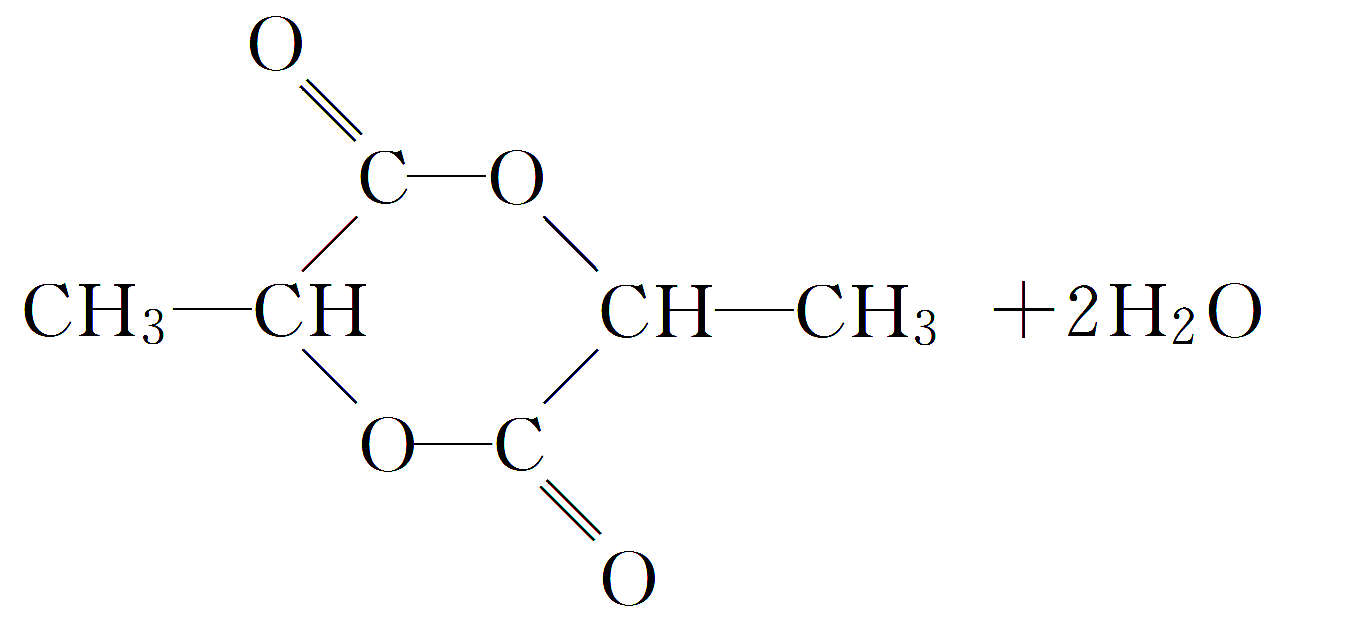 O
C—O
CH₃—CH CH—CH₃ +2H₂O
O—C
O